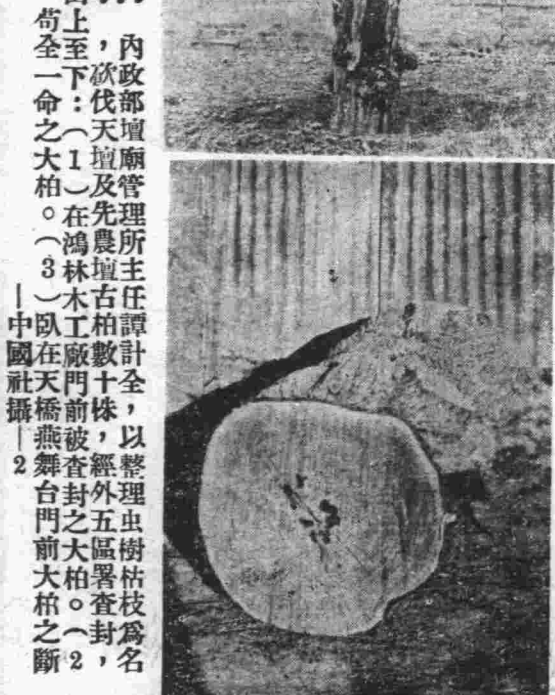 內政部壇廟管理所主任譚計全，以整理虫樹枯枝爲名
，砍伐天壇及先農壇古柏數十株，經外五區署查封，
上至下：（1）在鴻林木工廠門前被查封之大柏。（2
苟全一命之大柏。（3）臥在天橋燕舞台門前大柏之斷
—中國社攝—2